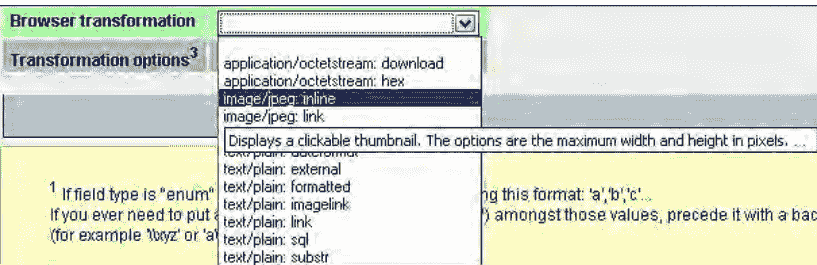 Browser transformation
Transformation options3
application/octetstream: download
application/octetstream: hex
image/jpeg: inline
image/jpeg: link
Displays a clickable thumbnail. The options are the maximum width and height in pixels. ...
text/plain: dateformat
text/plain: external
text/plain: formatted
text/plain: imagelink
text/plain: link
text/plain: sql
text/plain: substr
1 If field type is "enum" ng this format: 'a','b','c'...
If you ever need to put a ') amongst those values, precede it with a bac
(for example '\\xyz' or 'a\